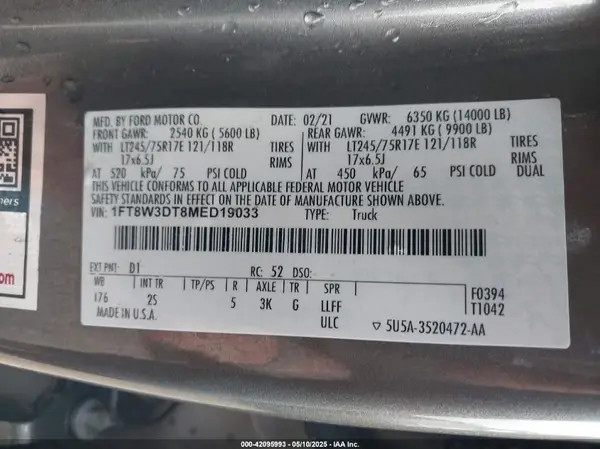 MFD. BY FORD MOTOR CO. DATE: 02/21 GVWR: 6350 KG (14000 LB)
FRONT GAWR: 2540 KG (5600 LB) REAR GAWR: 4491 KG (9900 LB)
WITH LT245/75R17E 121/118R TIRES WITH LT245/75R17E 121/118R TIRES
17x6.5J RIMS 17x6.5J RIMS
AT 520 kPa/ 75 PSI COLD AT 450 kPa/ 65 PSI COLD DUAL
THIS VEHICLE CONFORMS TO ALL APPLICABLE FEDERAL MOTOR VEHICLE
SAFETY STANDARDS IN EFFECT ON THE DATE OF MANUFACTURE SHOWN ABOVE.
VIN: 1FT8W3DT8MED19033 TYPE: Truck
EXT PNT: D1 RC: 52 DSO:
WB INT TR TP/PS R AXLE TR SPR
176 2S 5 3K G LLFF
F0394
T1042
MADE IN U.S.A. ULC 5U5A-3520472-AA
ners
om
000-42095993 - 05/10/2025 - IAA Inc.